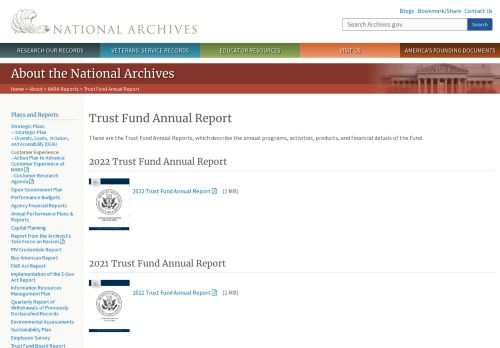 NATIONAL ARCHIVES
Blogs · Bookmark/Share · Contact Us
Search Archives.gov
Search
RESEARCH OUR RECORDS
VETERANS' SERVICE RECORDS
EDUCATOR RESOURCES
VISIT US
AMERICA'S FOUNDING DOCUMENTS
About the National Archives
Home > About > NARA Reports > Trust Fund Annual Report
Plans and Reports
Strategic Plans
– Strategic Plan
– Diversity, Equity, Inclusion,
and Accessibility (DEIA)
Customer Experience
–Action Plan to Advance
Customer Experience at
NARA
–Customer Research
Agenda
Open Government Plan
Performance Budgets
Agency Financial Reports
Annual Performance Plans &
Reports
Capital Planning
Report from the Archivist's
Task Force on Racism
PIV Credentials Report
Buy American Report
FAIR Act Report
Implementation of the E-Gov
Act Report
Information Resources
Management Plan
Quarterly Report of
Withdrawals of Previously
Declassified Records
Environmental Assessments
Sustainability Plan
Employee Survey
Trust Fund Board Report
Trust Fund Annual Report
These are the Trust Fund Annual Reports, which describe the annual programs, activities, products, and financial details of the Fund
2022 Trust Fund Annual Report
2022 Trust Fund Annual Report (1 MB)
2021 Trust Fund Annual Report
2021 Trust Fund Annual Report (1 MB)